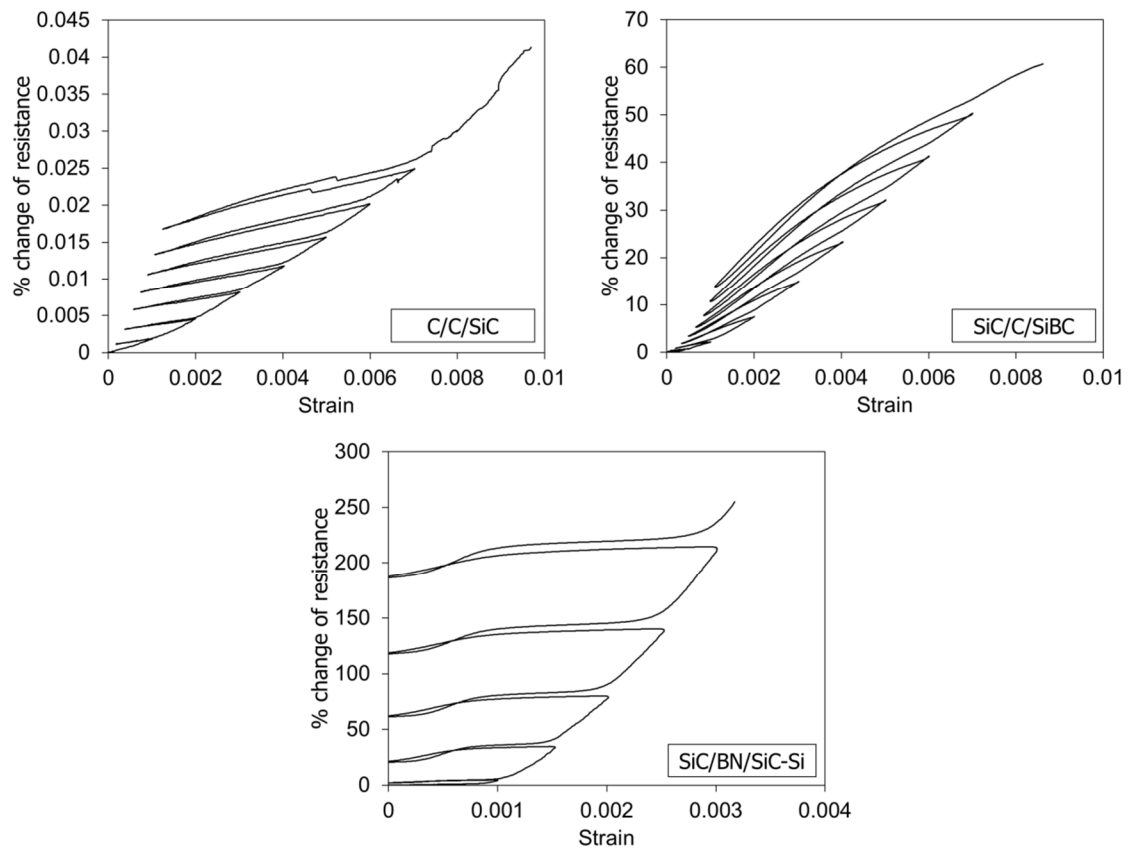 % change of resistance
0.045
0.04
0.035
0.03
0.025
0.02
0.015
0.01
0.005
0
0 0.002 0.004 0.006 0.008 0.01
Strain
C/C/SiC
% change of resistance
70
60
50
40
30
20
10
0
0 0.002 0.004 0.006 0.008 0.01
Strain
SiC/C/SiBC
% change of resistance
300
250
200
150
100
50
0
0 0.001 0.002 0.003 0.004
Strain
SiC/BN/SiC-Si